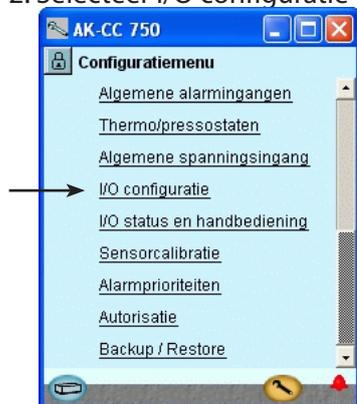 2. Selecteer I/O configuratie
AK-CC 750
Configuratiemenu
Algemene alarmingangen
Thermo/pressostaten
Algemene spanningsingang
I/O configuratie
I/O status en handbediening
Sensorcalibratie
Alarmprioriteiten
Autorisatie
Backup / Restore